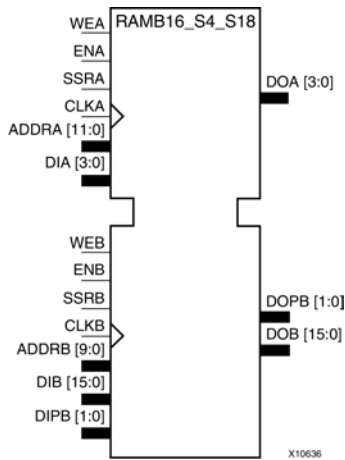 RAMB16_S4_S18
WEA
ENA
SSRA
CLKA
ADDRA [11:0]
DIA [3:0]
DOA [3:0]
WEB
ENB
SSRB
CLKB
ADDRB [9:0]
DIB [15:0]
DIPB [1:0]
DOPB [1:0]
DOB [15:0]
X10636